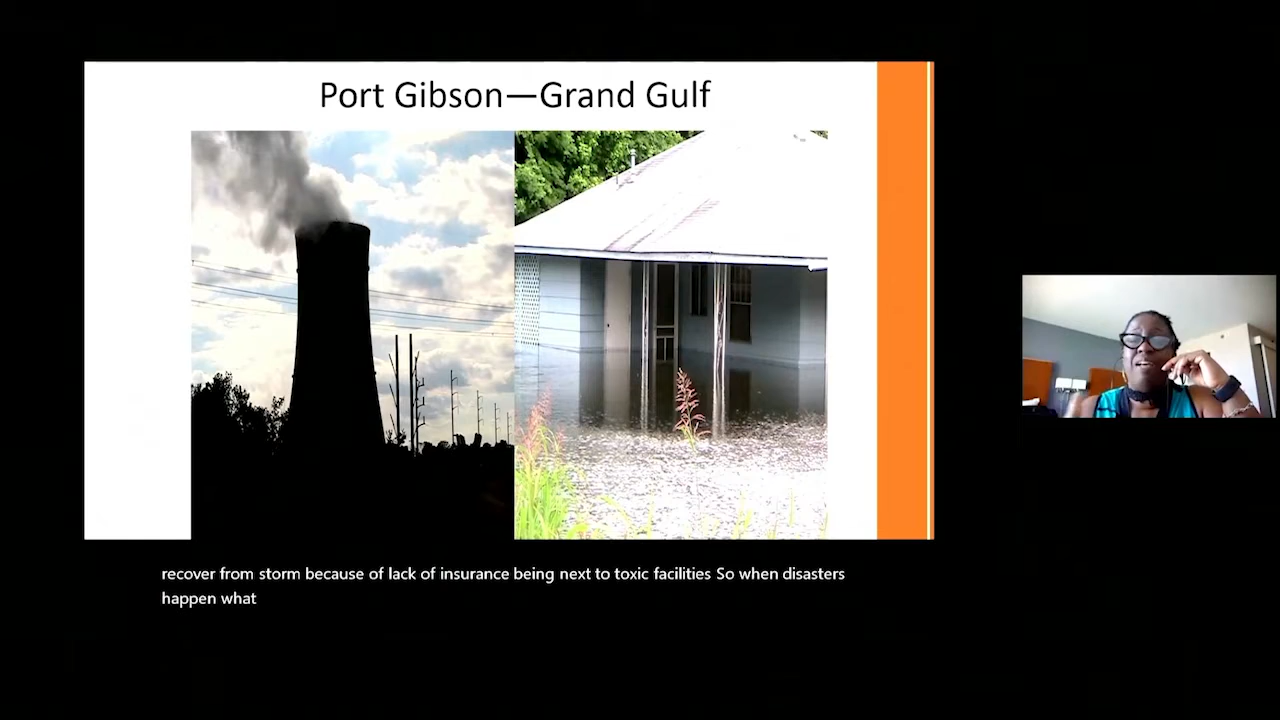 Port Gibson—Grand Gulf
recover from storm because of lack of insurance being next to toxic facilities So when disasters
happen what